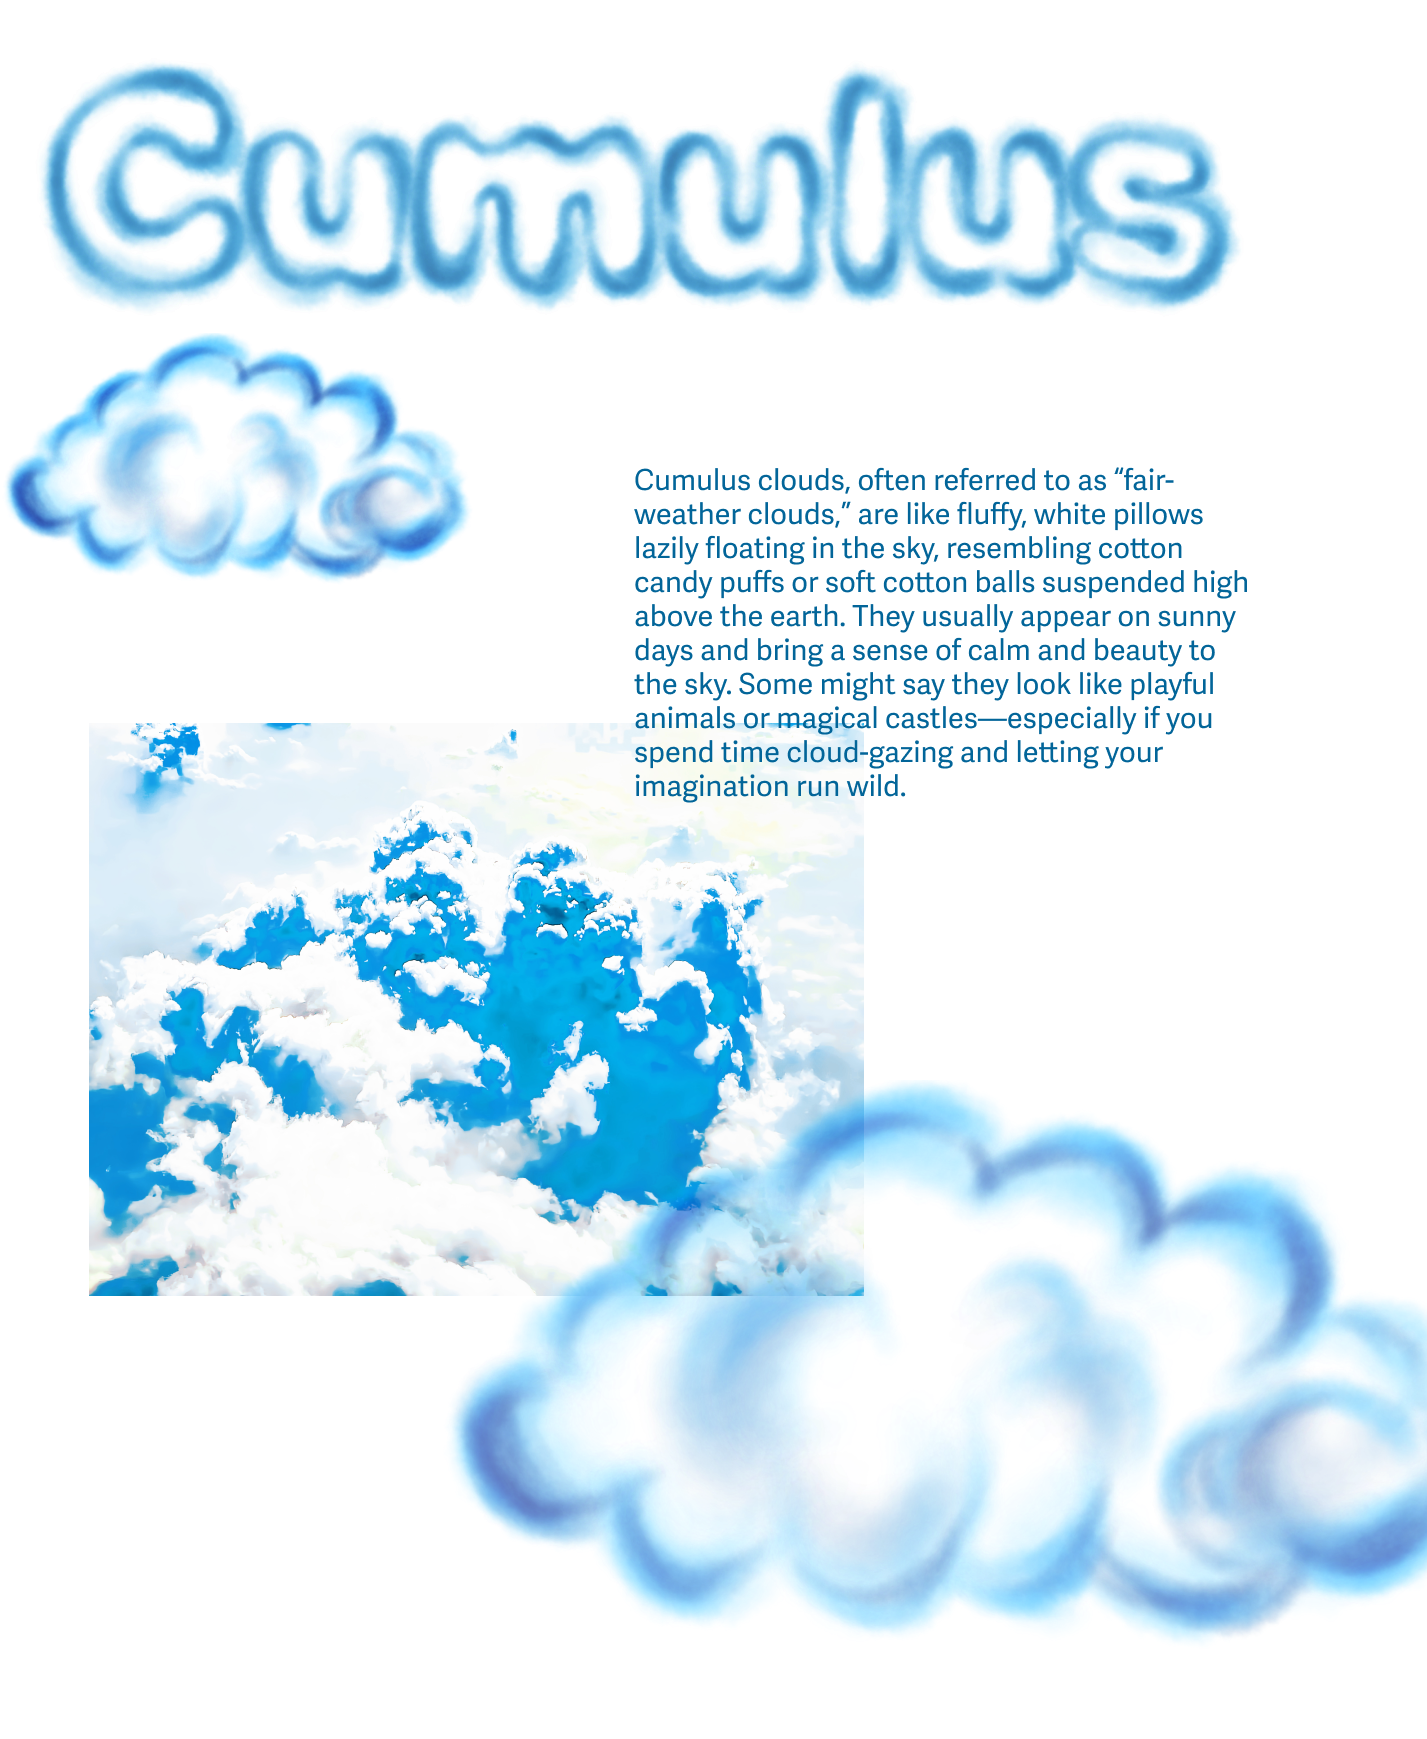 Cumulus
Cumulus clouds, often referred to as “fair-
weather clouds,” are like fluffy, white pillows
lazily floating in the sky, resembling cotton
candy puffs or soft cotton balls suspended high
above the earth. They usually appear on sunny
days and bring a sense of calm and beauty to
the sky. Some might say they look like playful
animals or magical castles—especially if you
spend time cloud-gazing and letting your
imagination run wild.